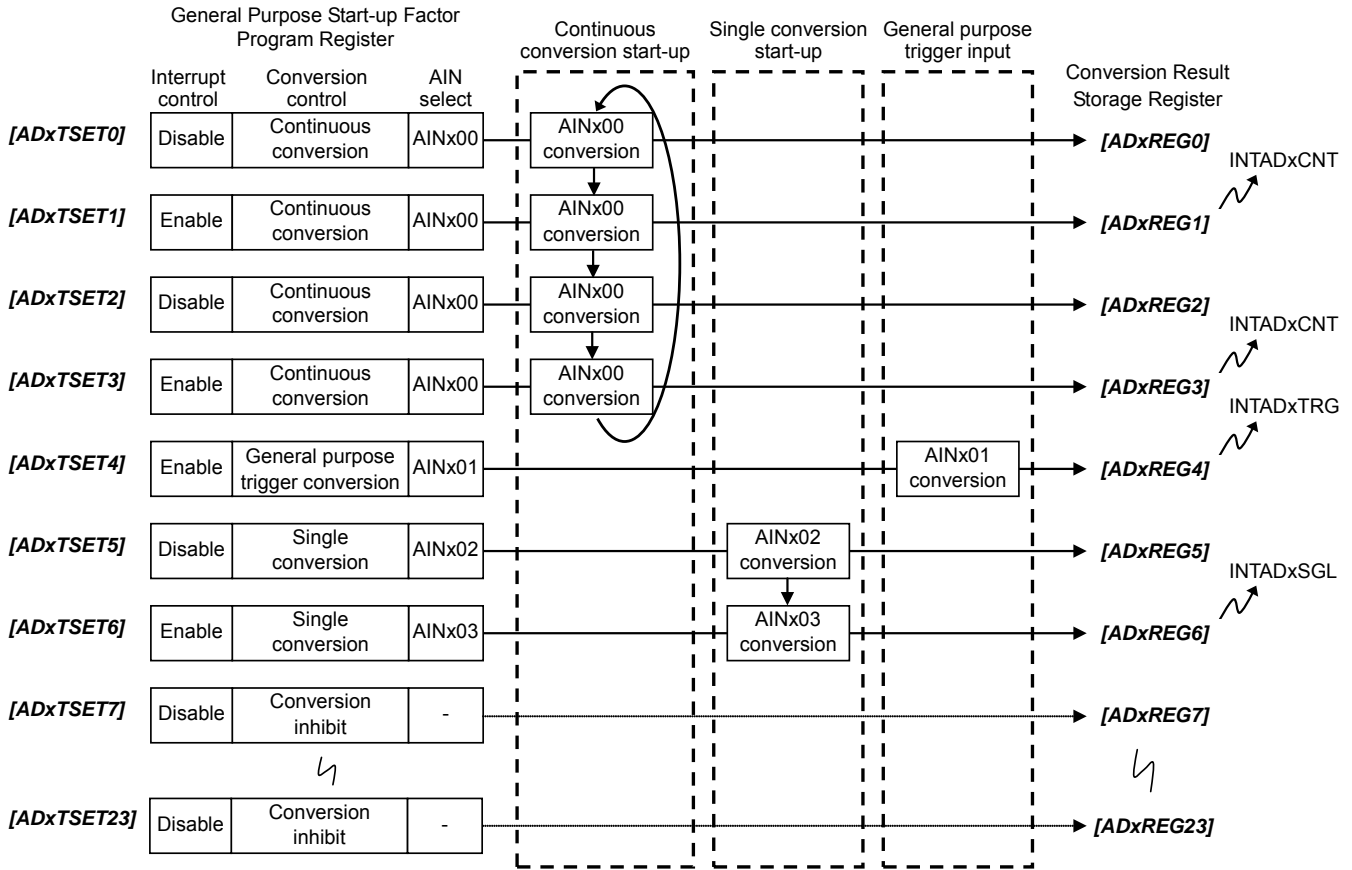 General Purpose Start-up Factor
Program Register
Continuous
conversion start-up
Single conversion
start-up
General purpose
trigger input
Interrupt
control
Conversion
control
AIN
select
Conversion Result
Storage Register
[ADxTSET0]
Disable
Continuous
conversion
AINx00
AINx00
conversion
[ADxREG0]
INTADxCNT
[ADxTSET1]
Enable
Continuous
conversion
AINx00
AINx00
conversion
[ADxREG1]
[ADxTSET2]
Disable
Continuous
conversion
AINx00
AINx00
conversion
[ADxREG2]
INTADxCNT
[ADxTSET3]
Enable
Continuous
conversion
AINx00
AINx00
conversion
[ADxREG3]
INTADxTRG
[ADxTSET4]
Enable
General purpose
trigger conversion
AINx01
AINx01
conversion
[ADxREG4]
[ADxTSET5]
Disable
Single
conversion
AINx02
AINx02
conversion
[ADxREG5]
INTADxSGL
[ADxTSET6]
Enable
Single
conversion
AINx03
AINx03
conversion
[ADxREG6]
[ADxTSET7]
Disable
Conversion
inhibit
-
[ADxREG7]
[ADxTSET23]
Disable
Conversion
inhibit
-
[ADxREG23]